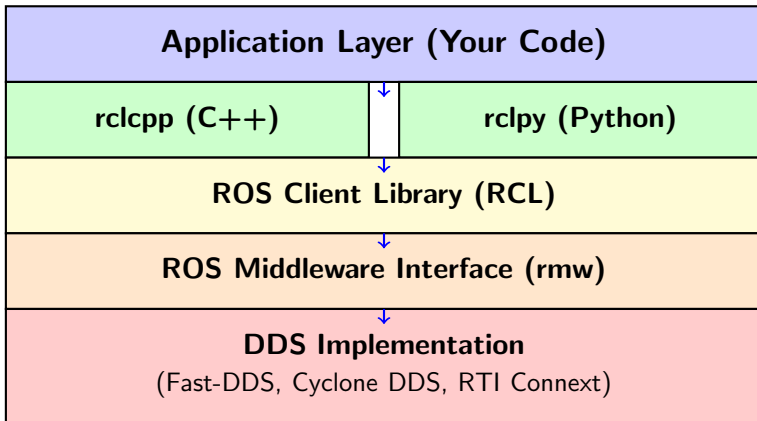 Application Layer (Your Code)
rclcpp (C++)
rclpy (Python)
ROS Client Library (RCL)
ROS Middleware Interface (rmw)
DDS Implementation
(Fast-DDS, Cyclone DDS, RTI Connext)